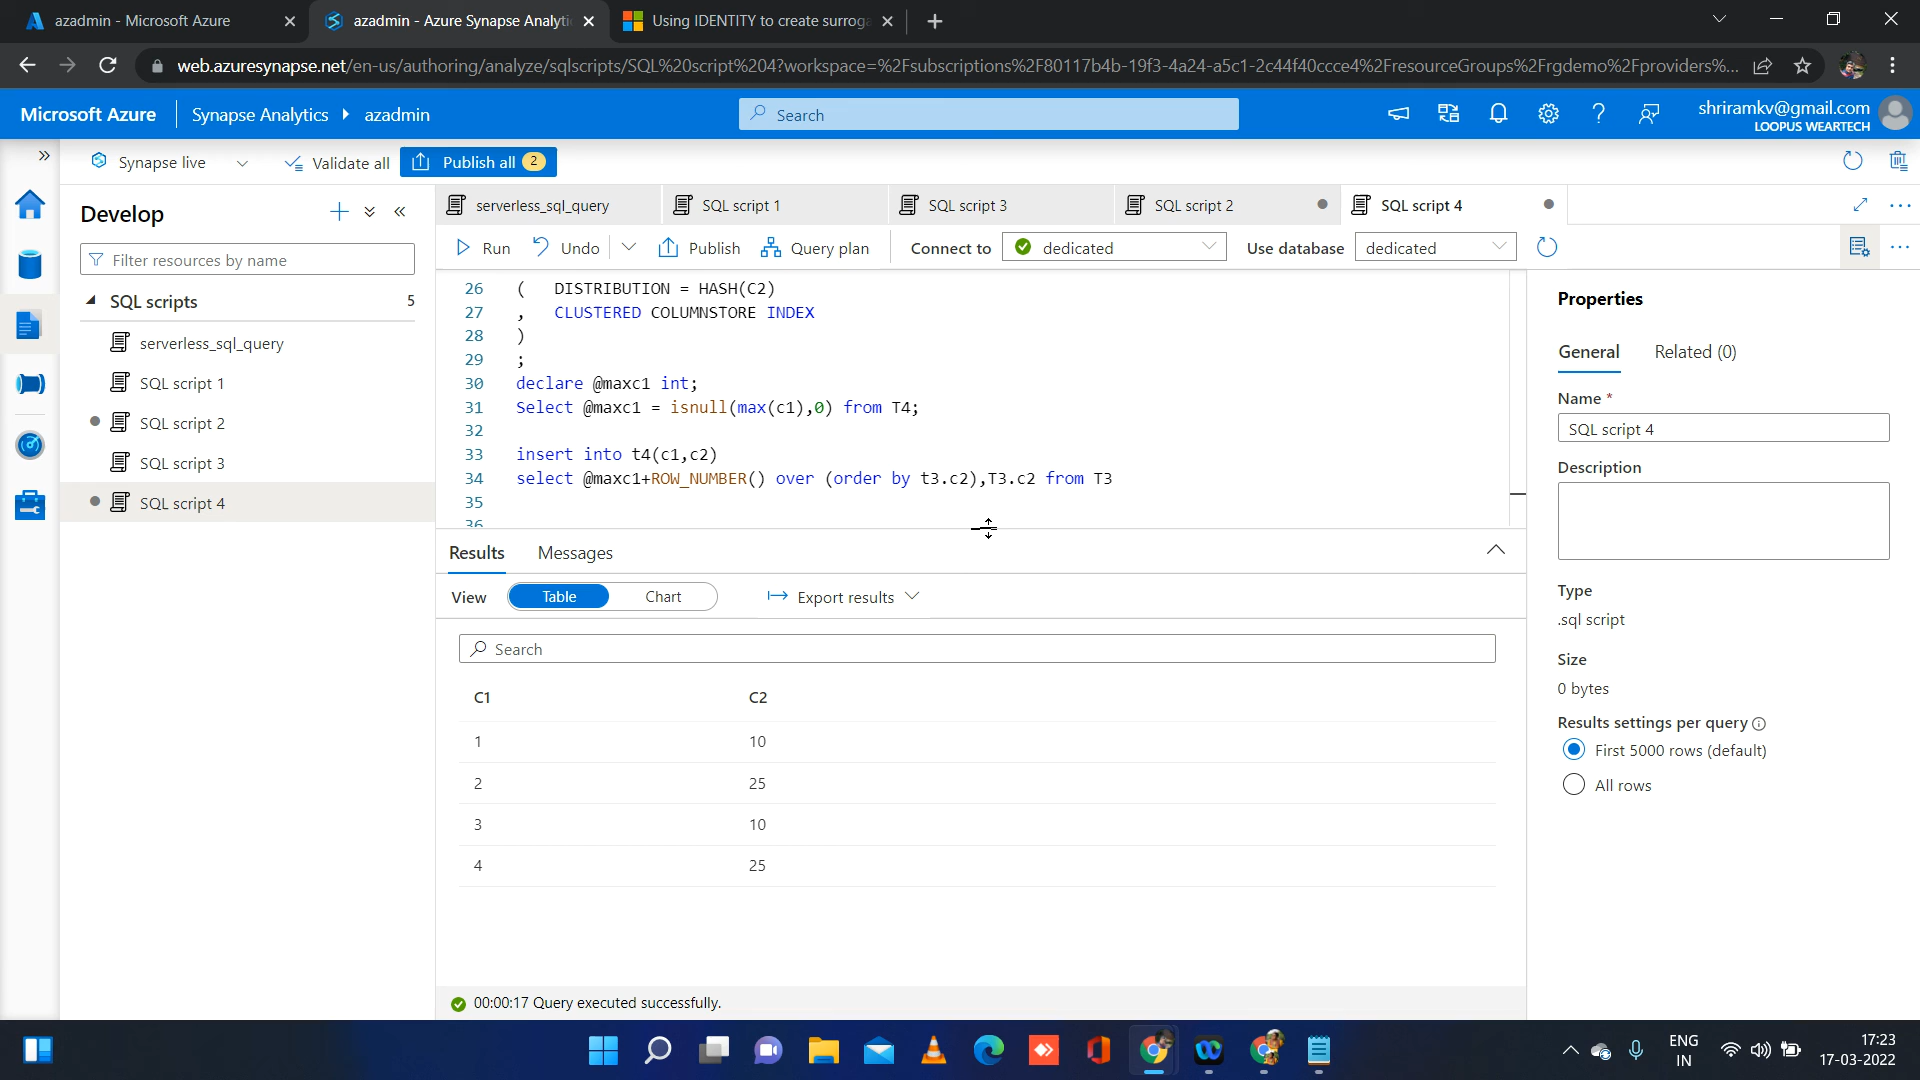 azadmin - Microsoft Azure
azadmin - Azure Synapse Analyti
Using IDENTITY to create surroga
web.azuresynapse.net/en-us/authoring/analyze/sqlscripts/SQL%20script%204?workspace=%2Fsubscriptions%2F80117b4b-19f3-4a24-a5c1-2c44f40ccce4%2FresourceGroups%2Frgdemo%2Fproviders%...
Microsoft Azure
Synapse Analytics
azadmin
Search
shriramkv@gmail.com
LOOPUS WEARTECH
Synapse live
Validate all
Publish all 2
Develop
Filter resources by name
SQL scripts 5
serverless_sql_query
SQL script 1
SQL script 2
SQL script 3
SQL script 4
serverless_sql_query
SQL script 1
SQL script 3
SQL script 2
SQL script 4
Run
Undo
Publish
Query plan
Connect to
dedicated
Use database
dedicated
26 ( DISTRIBUTION = HASH(C2)
27 , CLUSTERED COLUMNSTORE INDEX
28 )
29 ;
30 declare @maxc1 int;
31 Select @maxc1 = isnull(max(c1),0) from T4;
32
33 insert into t4(c1,c2)
34 select @maxc1+ROW_NUMBER() over (order by t3.c2),T3.c2 from T3
35
36
Results
Messages
View
Table
Chart
Export results
Search
C1 C2
1 10
2 25
3 10
4 25
00:00:17 Query executed successfully.
Properties
General
Related (0)
Name *
SQL script 4
Description
Type
.sql script
Size
0 bytes
Results settings per query
First 5000 rows (default)
All rows
ENG
IN
17:23
17-03-2022